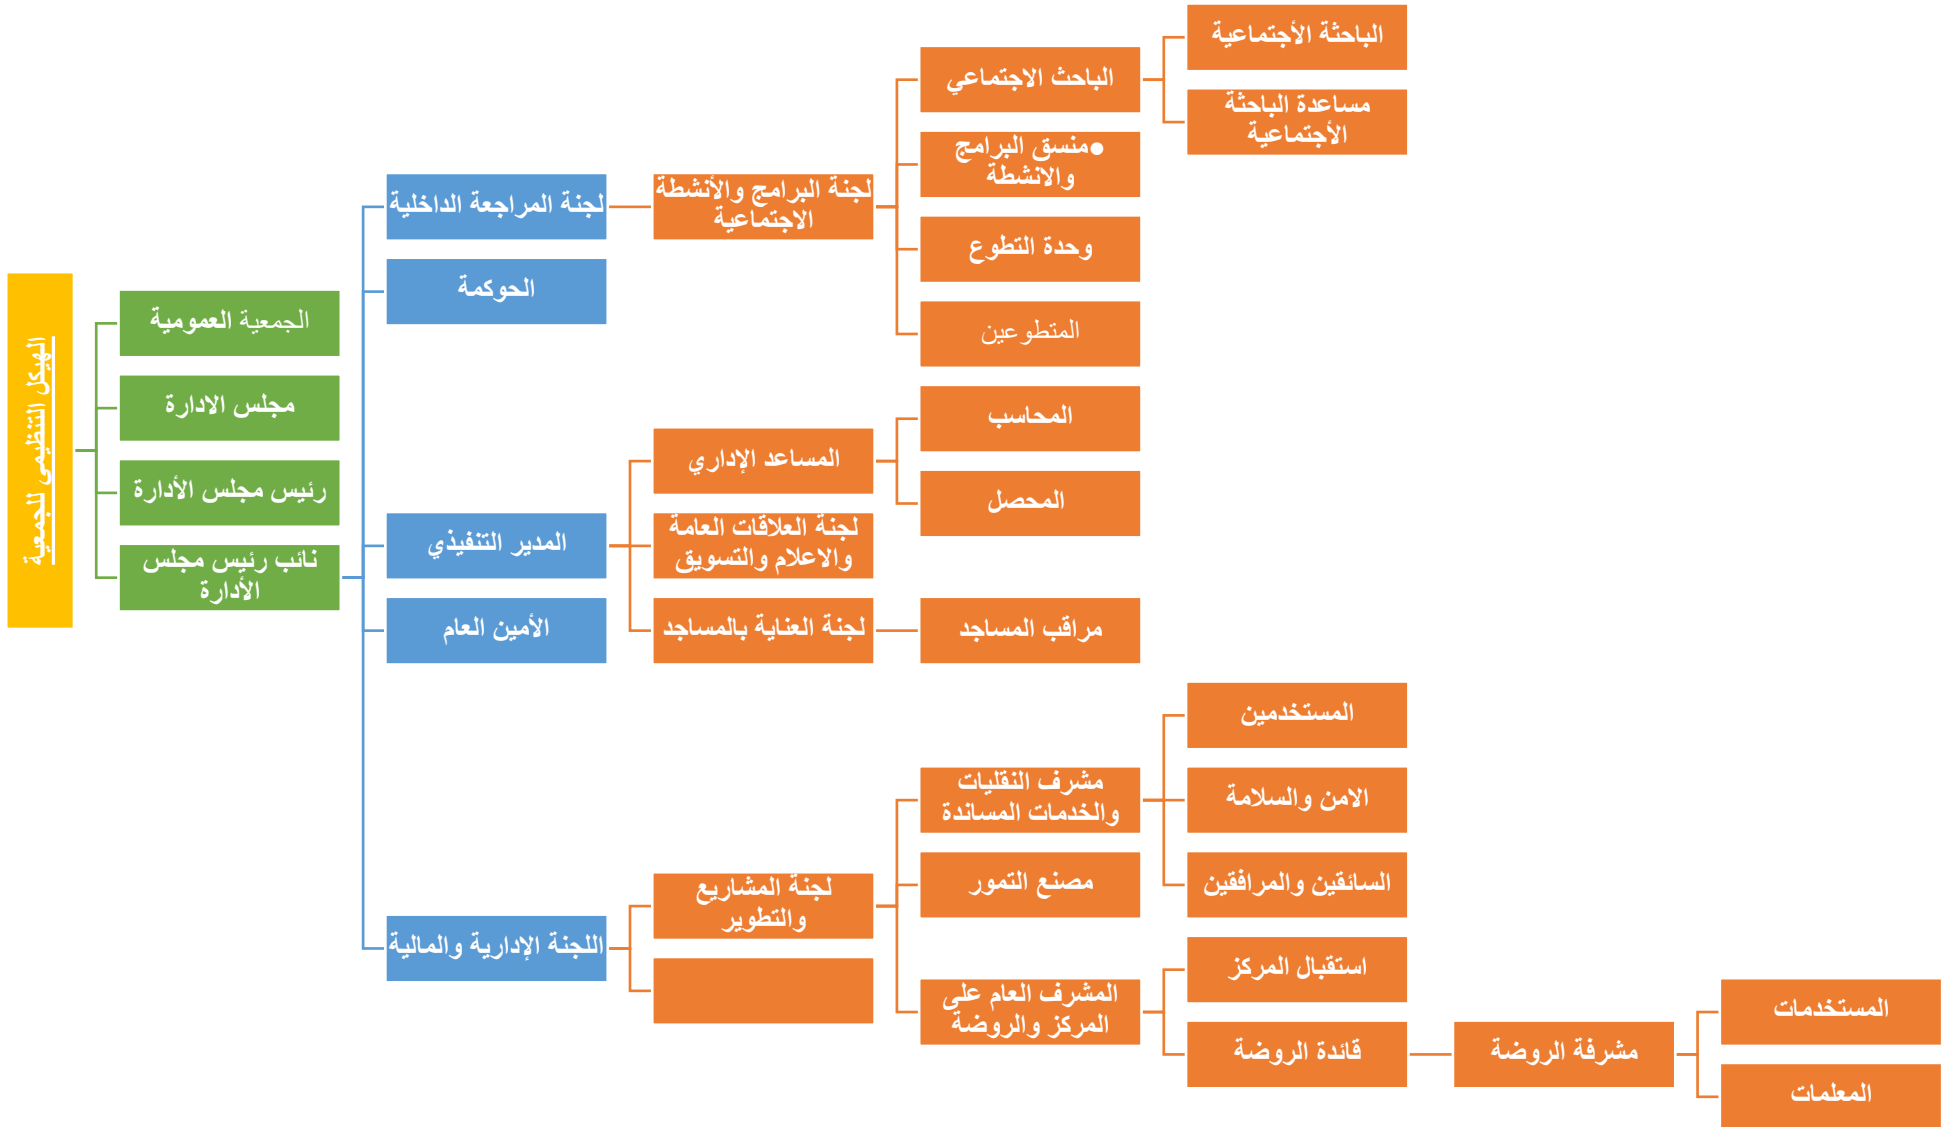 الهيكل التنظيمي للجمعية
الجمعية العمومية
مجلس الادارة
رئيس مجلس الأدارة
نائب رئيس مجلس
الأدارة
لجنة المراجعة الداخلية
لجنة البرامج والأنشطة
الاجتماعية
الباحث الاجتماعي
الباحثة الأجتماعية
مساعدة الباحثة
الأجتماعية
●منسق البرامج
والانشطة
وحدة التطوع
المتطوعين
الحوكمة
المدير التنفيذي
المساعد الإداري
المحاسب
المحصل
لجنة العلاقات العامة
والاعلام والتسويق
لجنة العناية بالمساجد
مراقب المساجد
الأمين العام
اللجنة الإدارية والمالية
لجنة المشاريع
والتطوير
مشرف النقليات
والخدمات المساندة
المستخدمين
الامن والسلامة
السائقين والمرافقين
مصنع التمور
المشرف العام على
المركز والروضة
استقبال المركز
قائدة الروضة
مشرفة الروضة
المستخدمات
المعلمات